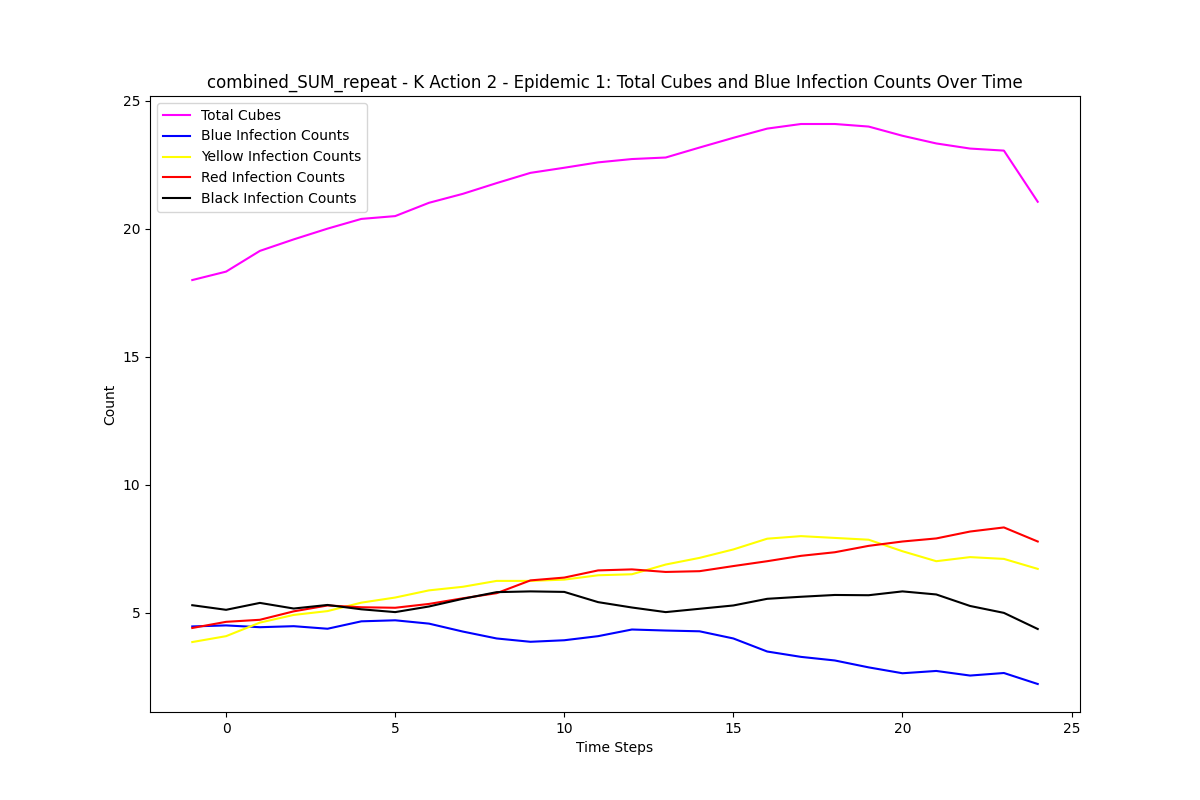 combined_SUM_repeat - K Action 2 - Epidemic 1: Total Cubes and Blue Infection Counts Over Time
25
20
15
10
5
Count
Total Cubes
Blue Infection Counts
Yellow Infection Counts
Red Infection Counts
Black Infection Counts
0 5 10 15 20 25
Time Steps